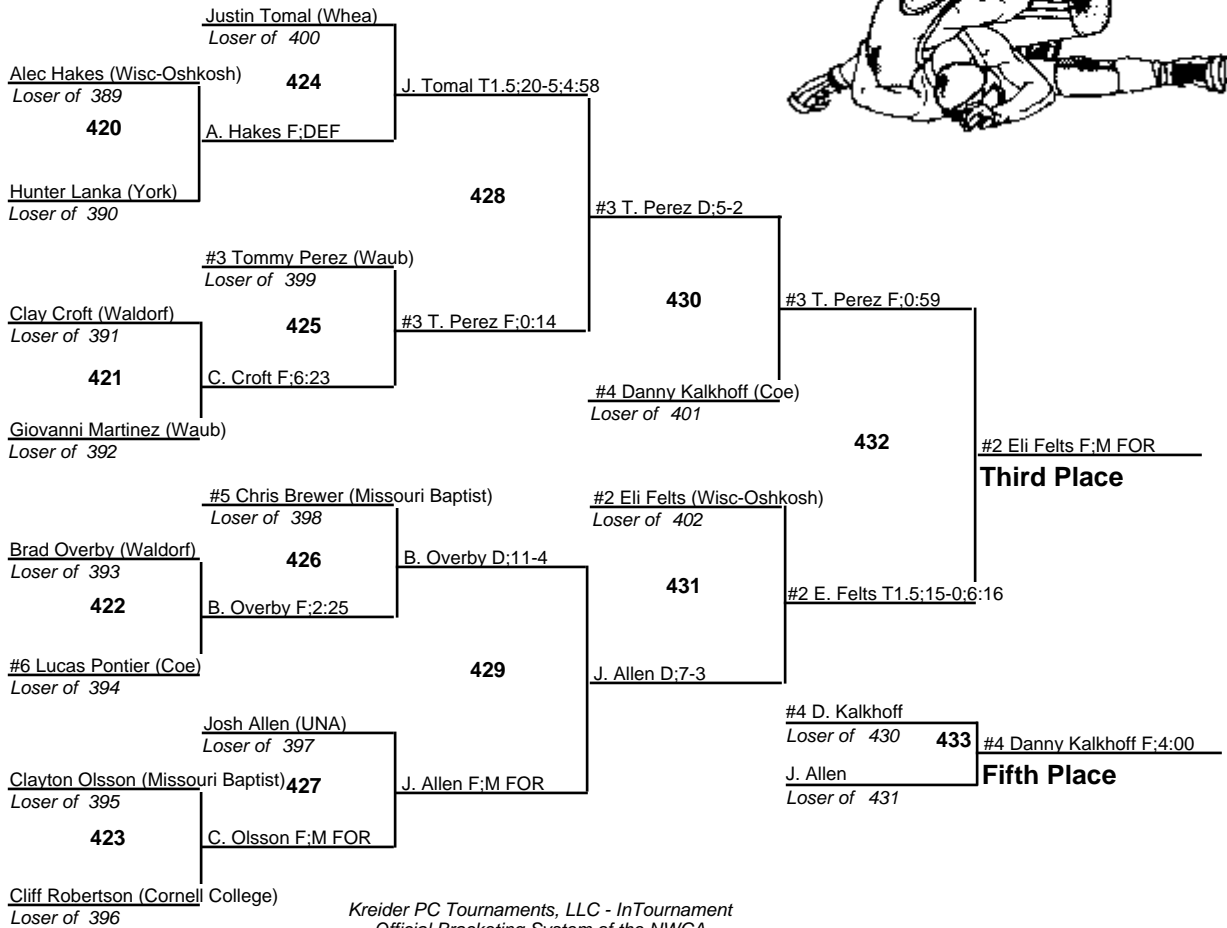 Justin Tomal (Whea)
Loser of 400
Alec Hakes (Wisc-Oshkosh)
Loser of 389
424
J. Tomal T1.5;20-5;4:58
420
A. Hakes F;DEF
Hunter Lanka (York)
Loser of 390
428
#3 T. Perez D;5-2
#3 Tommy Perez (Waub)
Loser of 399
430
#3 T. Perez F;0:59
Clay Croft (Waldorf)
Loser of 391
425
#3 T. Perez F;0:14
421
C. Croft F;6:23
#4 Danny Kalkhoff (Coe)
Loser of 401
Giovanni Martinez (Waub)
Loser of 392
432
#2 Eli Felts F;M FOR
Third Place
#5 Chris Brewer (Missouri Baptist)
Loser of 398
#2 Eli Felts (Wisc-Oshkosh)
Loser of 402
Brad Overby (Waldorf)
Loser of 393
426
B. Overby D;11-4
431
422
B. Overby F;2:25
#2 E. Felts T1.5;15-0;6:16
#6 Lucas Pontier (Coe)
Loser of 394
429
J. Allen D;7-3
Josh Allen (UNA)
Loser of 397
#4 D. Kalkhoff
Loser of 430
433
#4 Danny Kalkhoff F;4:00
Fifth Place
Clayton Olsson (Missouri Baptist)
Loser of 395
427
J. Allen F;M FOR
J. Allen
Loser of 431
423
C. Olsson F;M FOR
Cliff Robertson (Cornell College)
Loser of 396
Kreider PC Tournaments, LLC - InTournament
Official Bracketing System of the NWCA